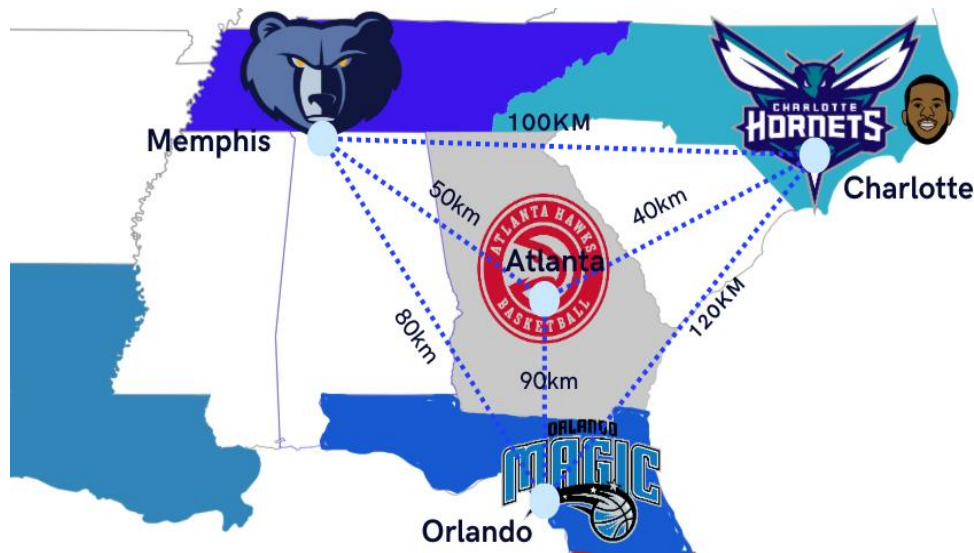 100KM
CHARLOTTE
HORNETS
Memphis
Charlotte
50km
40km
ATLANTA HAWKS
Atlanta
BASKETBALL
80km
120KM
90km
ORLANDO
MAGIC
Orlando